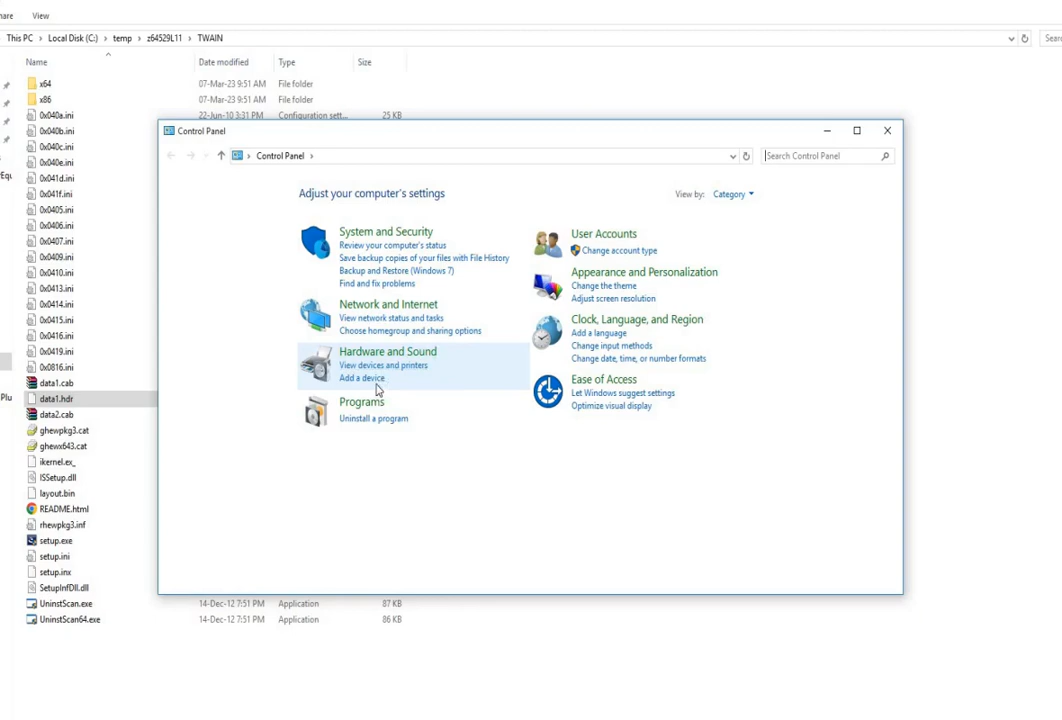 hare View
This PC > Local Disk (C:) > temp > z64529L11 > TWAIN Sear
Name Date modified Type Size
x64 07-Mar-23 9:51 AM File folder
x86 07-Mar-23 9:51 AM File folder
0x040a.ini 22-Jun-10 3:31 PM Configuration sett... 25 KB
0x040b.ini
0x040c.ini
0x040e.ini
0x041d.ini
0x041f.ini
0x0405.ini
0x0406.ini
0x0407.ini
0x0409.ini
0x0410.ini
0x0413.ini
0x0414.ini
0x0415.ini
0x0416.ini
0x0419.ini
0x0816.ini
data1.cab
data1.hdr
data2.cab
ghewpkg3.cat
ghewx643.cat
ikernel.ex_
ISSetup.dll
layout.bin
README.html
rhewpkg3.inf
setup.exe
setup.ini
setup.inx
SetupInfDll.dll
UninstScan.exe 14-Dec-12 7:51 PM Application 87 KB
UninstScan64.exe 14-Dec-12 7:51 PM Application 86 KB
Equ
Plu
Control Panel
Control Panel > Search Control Panel
Adjust your computer's settings View by: Category
System and Security
Review your computer's status
Save backup copies of your files with File History
Backup and Restore (Windows 7)
Find and fix problems
Network and Internet
View network status and tasks
Choose homegroup and sharing options
Hardware and Sound
View devices and printers
Add a device
Programs
Uninstall a program
User Accounts
Change account type
Appearance and Personalization
Change the theme
Adjust screen resolution
Clock, Language, and Region
Add a language
Change input methods
Change date, time, or number formats
Ease of Access
Let Windows suggest settings
Optimize visual display